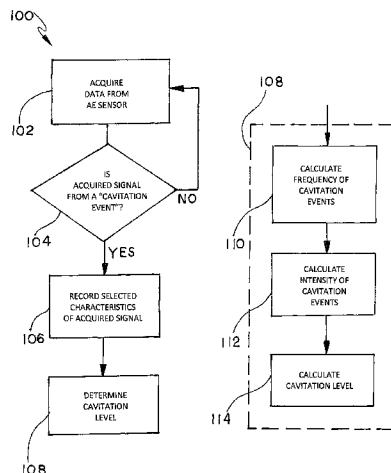 100
ACQUIRE
DATA FROM
AE SENSOR
102
IS
ACQUIRED SIGNAL
FROM A "CAVITATION
EVENT"?
NO
104
YES
RECORD SELECTED
CHARACTERISTICS
OF ACQUIRED SIGNAL
106
DETERMINE
CAVITATION
LEVEL
108
108
CALCULATE
FREQUENCY OF
CAVITATION
EVENTS
110
CALCULATE
INTENSITY OF
CAVITATION
EVENTS
112
CALCULATE
CAVITATION LEVEL
114